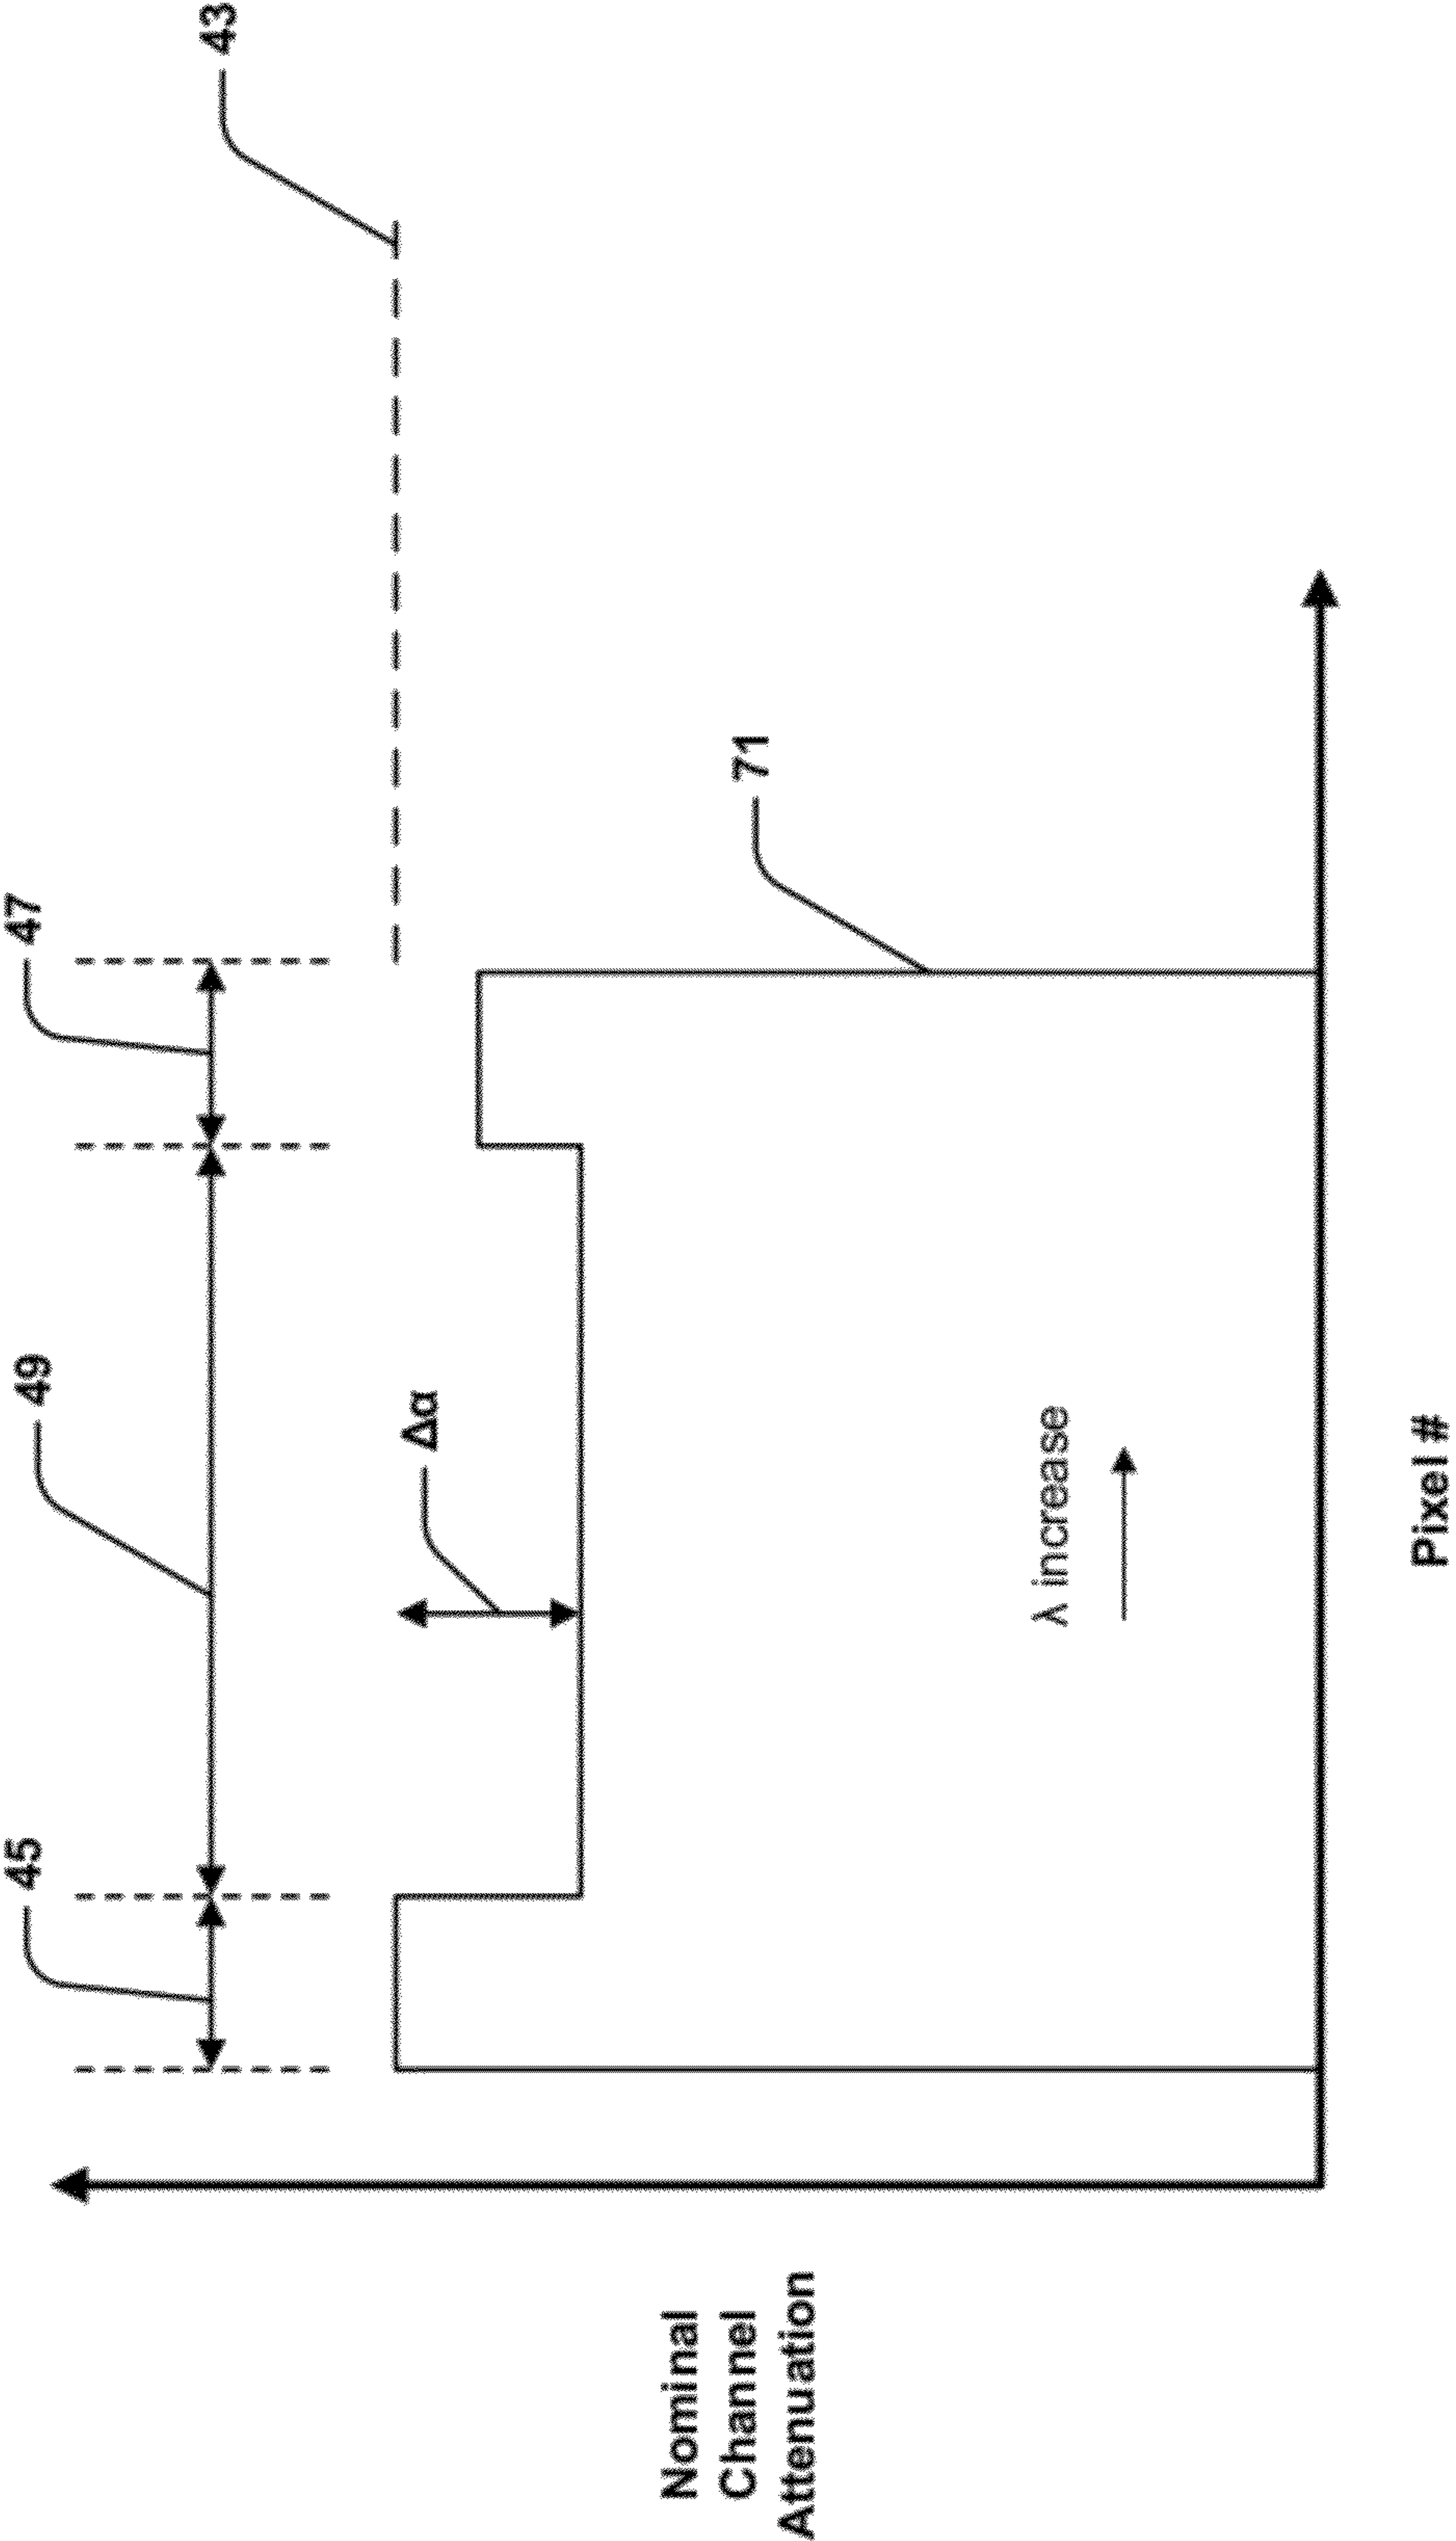 45
49
47
43
Δα
71
λ increase
Nominal
Channel
Attenuation
Pixel #